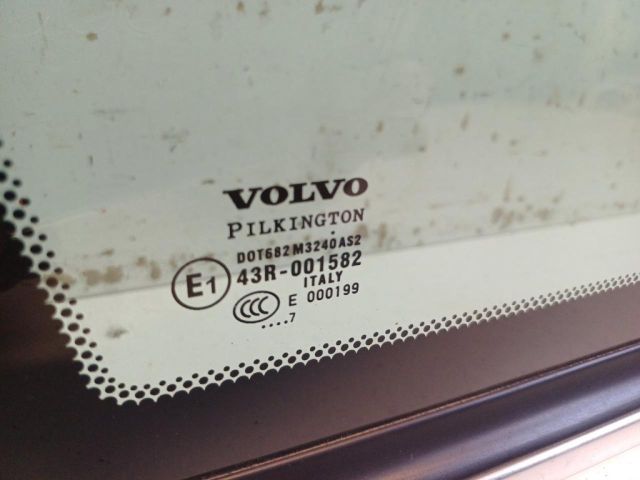 VOLVO
PILKINGTON
DOT682 M3240 AS2
E1 43R-001582
ITALY
CCC E 000199
....7